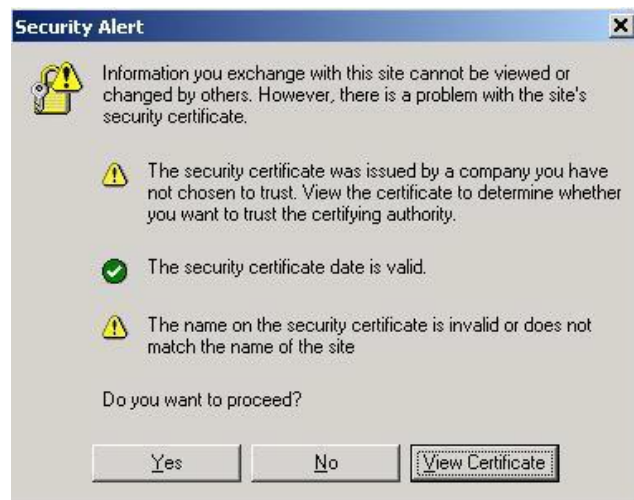 Security Alert
Information you exchange with this site cannot be viewed or
changed by others. However, there is a problem with the site's
security certificate.
The security certificate was issued by a company you have
not chosen to trust. View the certificate to determine whether
you want to trust the certifying authority.
The security certificate date is valid.
The name on the security certificate is invalid or does not
match the name of the site
Do you want to proceed?
Yes No View Certificate